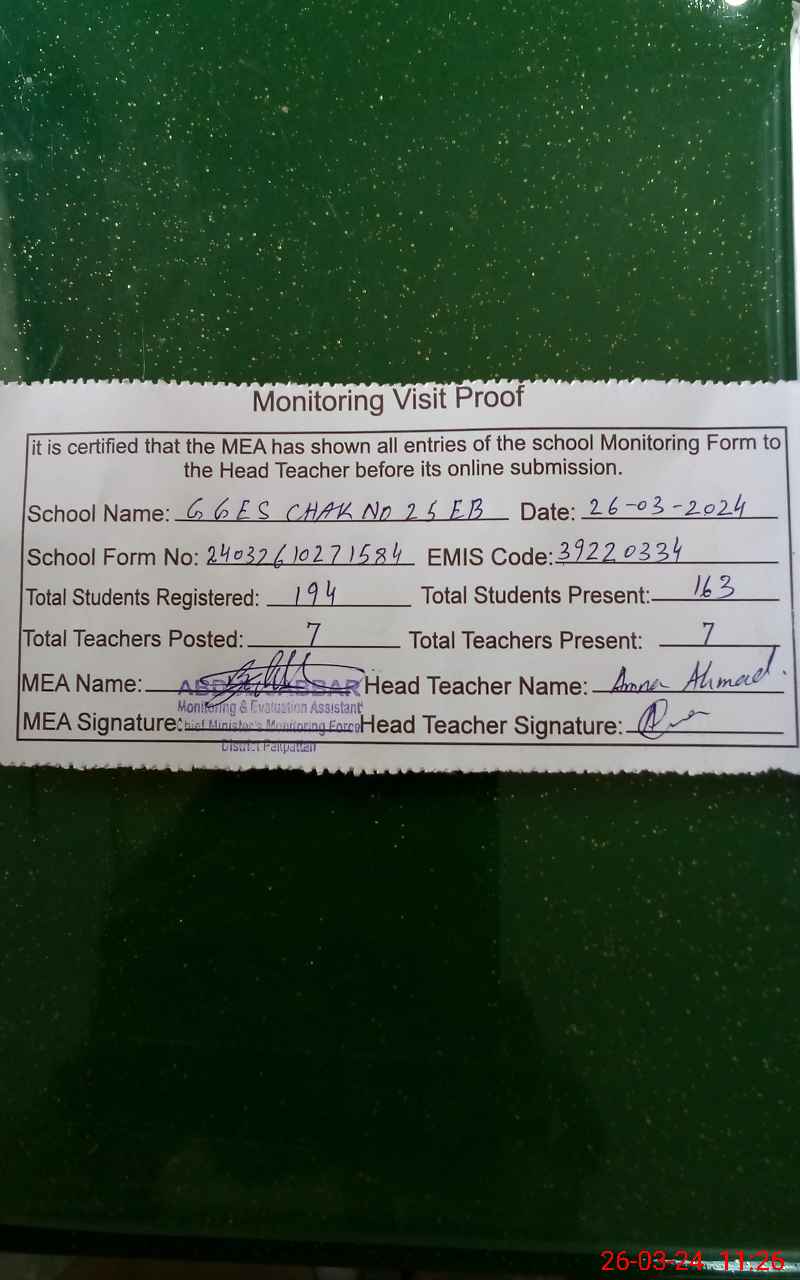 Monitoring Visit Proof
it is certified that the MEA has shown all entries of the school Monitoring Form to
the Head Teacher before its online submission.
School Name: GGES CHAK NO 25 EB Date: 26-03-2024
School Form No: 24032610271584 EMIS Code: 39220334
Total Students Registered: 194 Total Students Present: 163
Total Teachers Posted: 7 Total Teachers Present: 7
MEA Name: Head Teacher Name: Amna Ahmad.
Monitoring & Evaluation Assistant
MEA Signature: Chief Minister's Monitoring Force Head Teacher Signature:
District Pakpattan
26-03-24 11:26